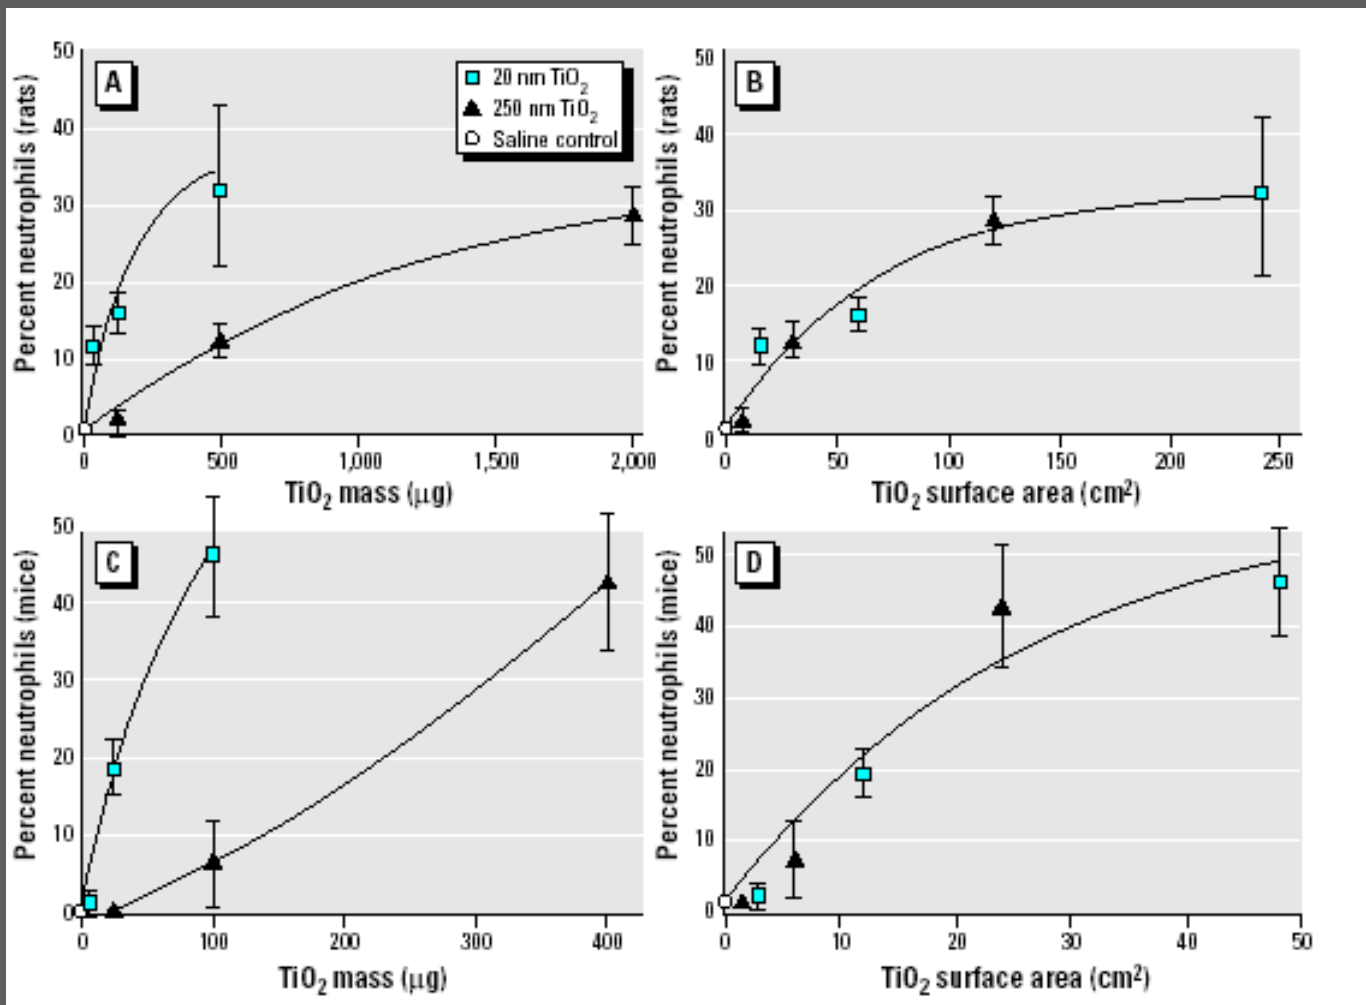 A
20 nm TiO₂
250 nm TiO₂
Saline control
Percent neutrophils (rats)
50
40
30
20
10
0
0 500 1,000 1,500 2,000
TiO₂ mass (µg)
B
Percent neutrophils (rats)
50
40
30
20
10
0
0 50 100 150 200 250
TiO₂ surface area (cm²)
C
Percent neutrophils (mice)
50
40
30
20
10
0
0 100 200 300 400
TiO₂ mass (µg)
D
Percent neutrophils (mice)
50
40
30
20
10
0
0 10 20 30 40 50
TiO₂ surface area (cm²)